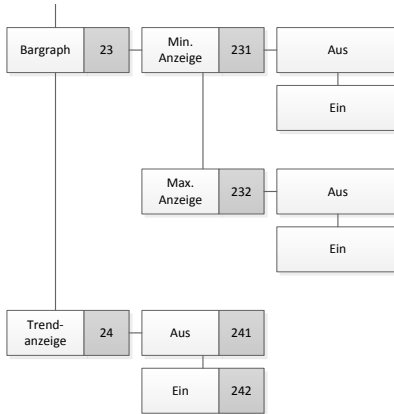 Bargraph 23 Min. Anzeige 231 Aus
Ein
Max. Anzeige 232 Aus
Ein
Trend-
anzeige 24 Aus 241
Ein 242